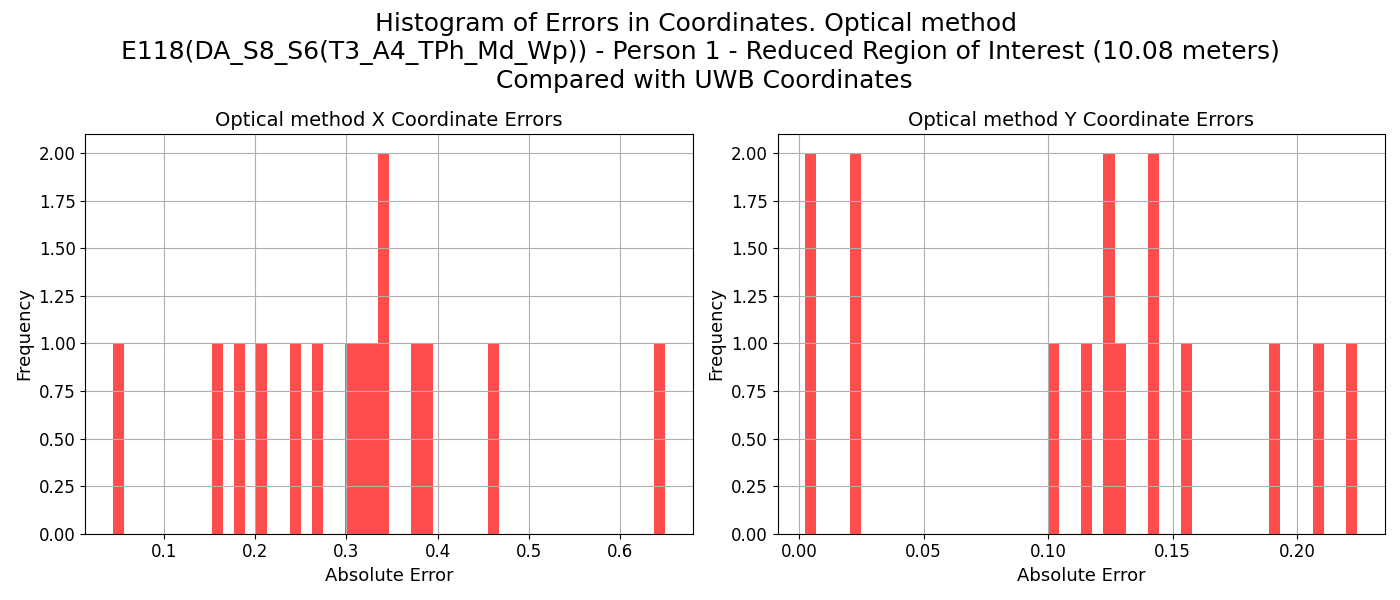 Histogram of Errors in Coordinates. Optical method
E118(DA_S8_S6(T3_A4_TPh_Md_Wp)) - Person 1 - Reduced Region of Interest (10.08 meters)
Compared with UWB Coordinates
Optical method X Coordinate Errors
2.00
1.75
1.50
1.25
1.00
0.75
0.50
0.25
0.00
Frequency
0.1 0.2 0.3 0.4 0.5 0.6
Absolute Error
Optical method Y Coordinate Errors
2.00
1.75
1.50
1.25
1.00
0.75
0.50
0.25
0.00
Frequency
0.00 0.05 0.10 0.15 0.20
Absolute Error